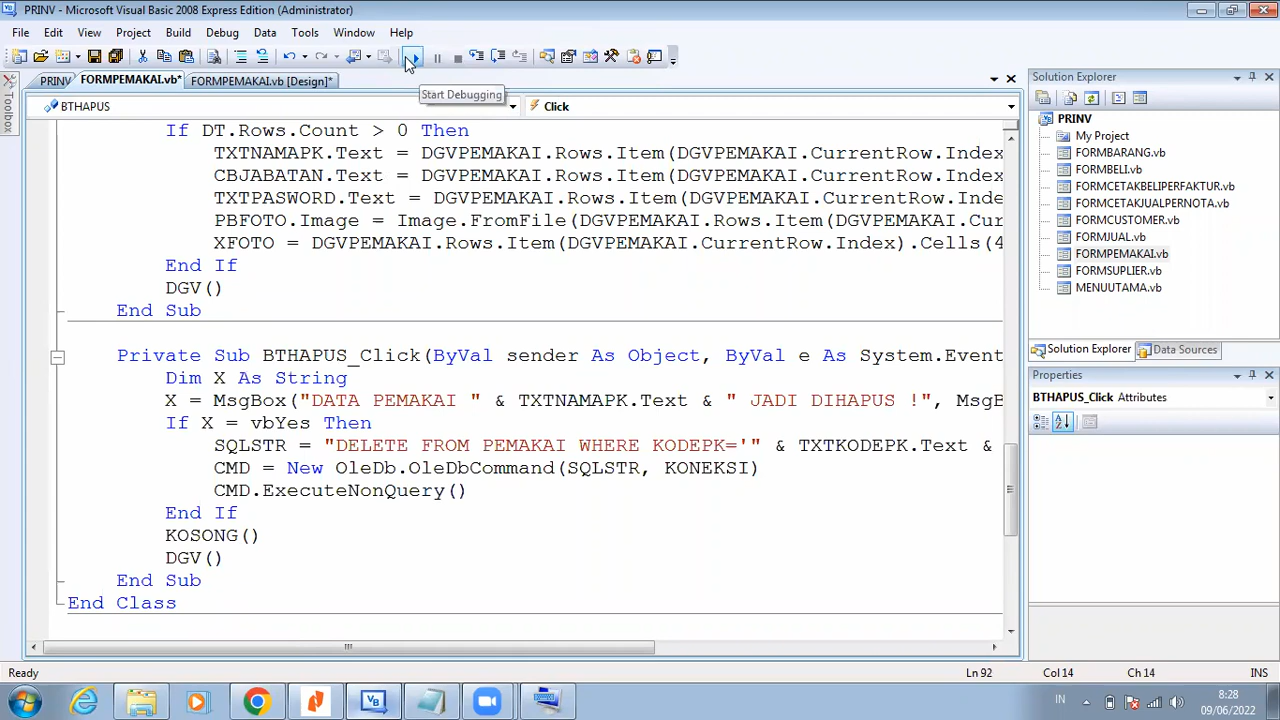 PRINV - Microsoft Visual Basic 2008 Express Edition (Administrator)
File Edit View Project Build Debug Data Tools Window Help
PRINV FORMPEMAKAI.vb* FORMPEMAKAI.vb [Design]*
Start Debugging
Toolbox
BTHAPUS Click
If DT.Rows.Count > 0 Then
TXTNAMAPK.Text = DGVPEMAKAI.Rows.Item(DGVPEMAKAI.CurrentRow.Index
CBJABATAN.Text = DGVPEMAKAI.Rows.Item(DGVPEMAKAI.CurrentRow.Index
TXTPASWORD.Text = DGVPEMAKAI.Rows.Item(DGVPEMAKAI.CurrentRow.Inde
PBFOTO.Image = Image.FromFile(DGVPEMAKAI.Rows.Item(DGVPEMAKAI.Cur
XFOTO = DGVPEMAKAI.Rows.Item(DGVPEMAKAI.CurrentRow.Index).Cells(4
End If
DGV()
End Sub
Private Sub BTHAPUS_Click(ByVal sender As Object, ByVal e As System.Event
Dim X As String
X = MsgBox("DATA PEMAKAI " & TXTNAMAPK.Text & " JADI DIHAPUS !", MsgB
If X = vbYes Then
SQLSTR = "DELETE FROM PEMAKAI WHERE KODEPK='" & TXTKODEPK.Text &
CMD = New OleDb.OleDbCommand(SQLSTR, KONEKSI)
CMD.ExecuteNonQuery()
End If
KOSONG()
DGV()
End Sub
End Class
Solution Explorer
PRINV
My Project
FORMBARANG.vb
FORMBELI.vb
FORMCETAKBELIPERFAKTUR.vb
FORMCETAKJUALPERNOTA.vb
FORMCUSTOMER.vb
FORMJUAL.vb
FORMPEMAKAI.vb
FORMSUPLIER.vb
MENUUTAMA.vb
Solution Explorer Data Sources
Properties
BTHAPUS_Click Attributes
Ready Ln 92 Col 14 Ch 14 INS
IN 8:28
09/06/2022